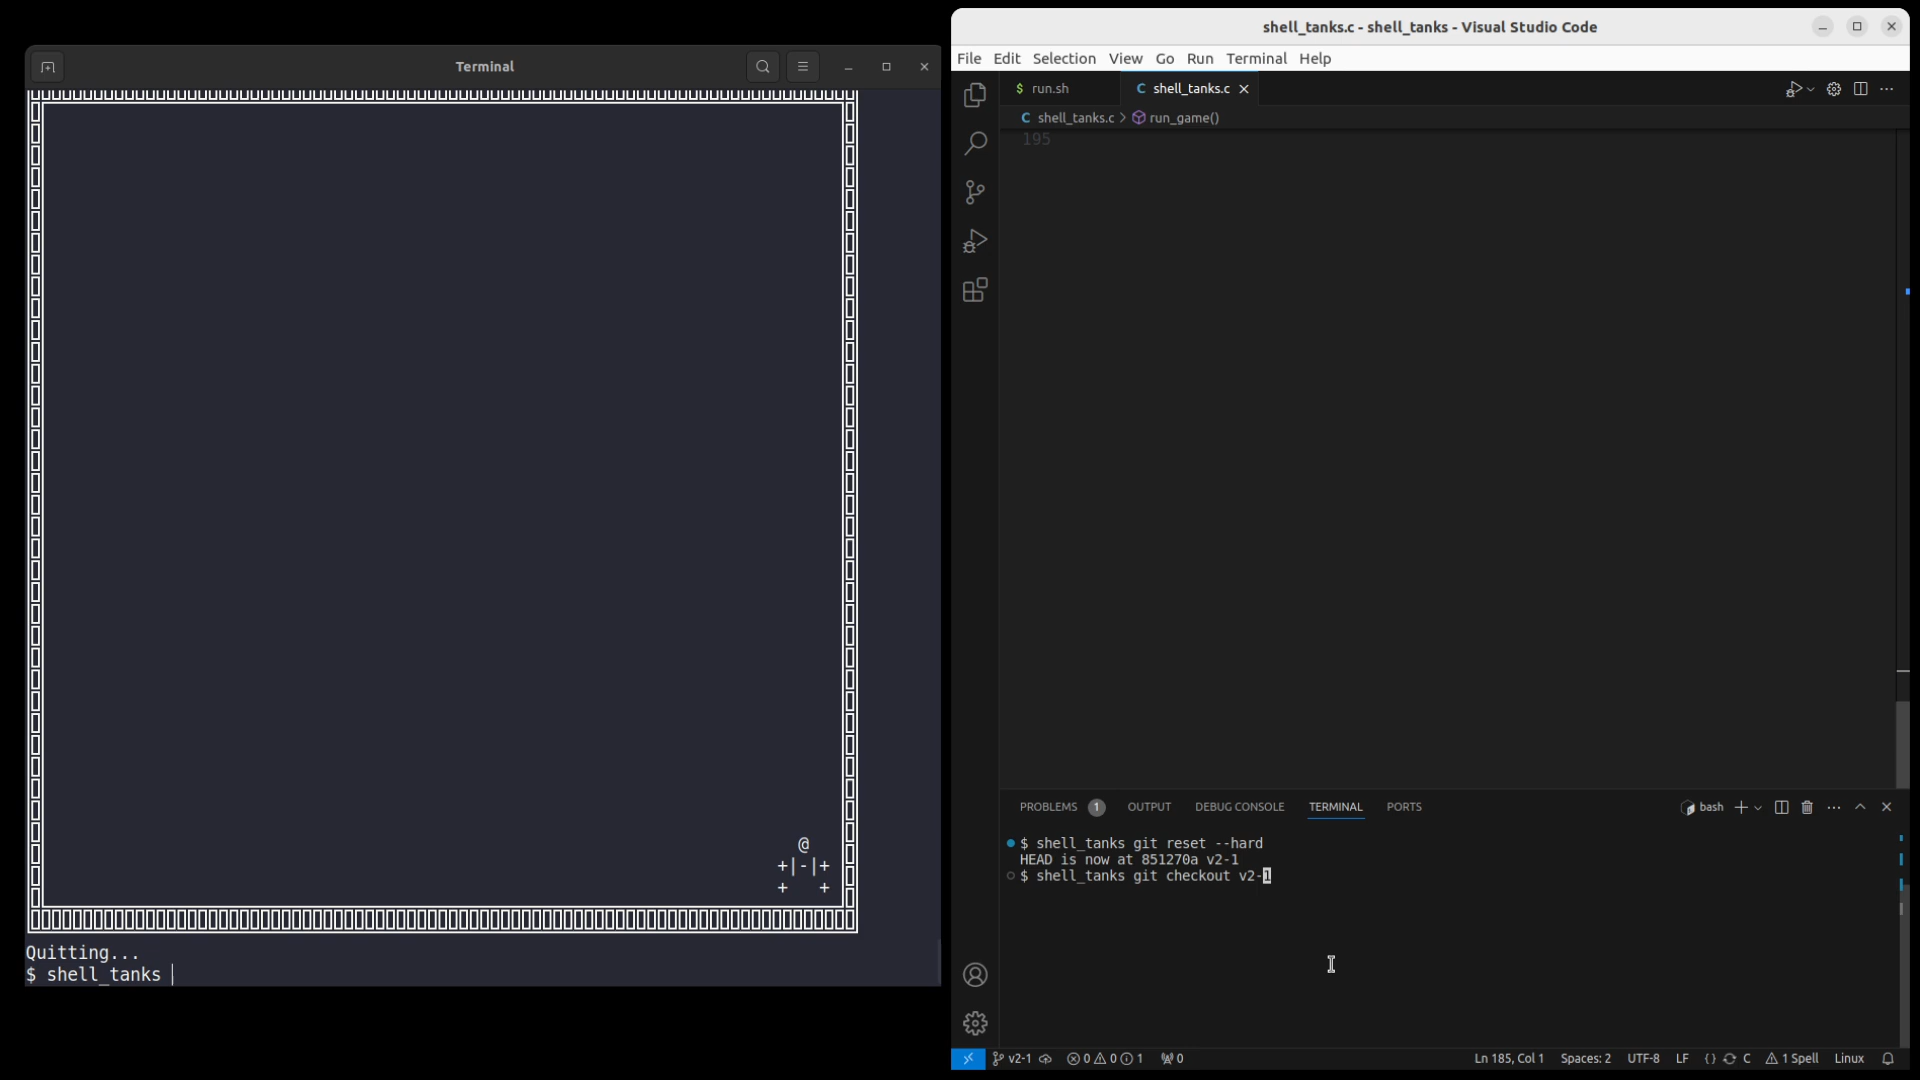 Terminal
@
+|-|+
+ +
Quitting...
$ shell_tanks
shell_tanks.c - shell_tanks - Visual Studio Code
File Edit Selection View Go Run Terminal Help
$ run.sh
C shell_tanks.c
C shell_tanks.c > run_game()
195
PROBLEMS 1 OUTPUT DEBUG CONSOLE TERMINAL PORTS
bash
$ shell_tanks git reset --hard
HEAD is now at 851270a v2-1
$ shell_tanks git checkout v2-1
v2-1 0 0 1 0
Ln 185, Col 1 Spaces: 2 UTF-8 LF {} C 1 Spell Linux